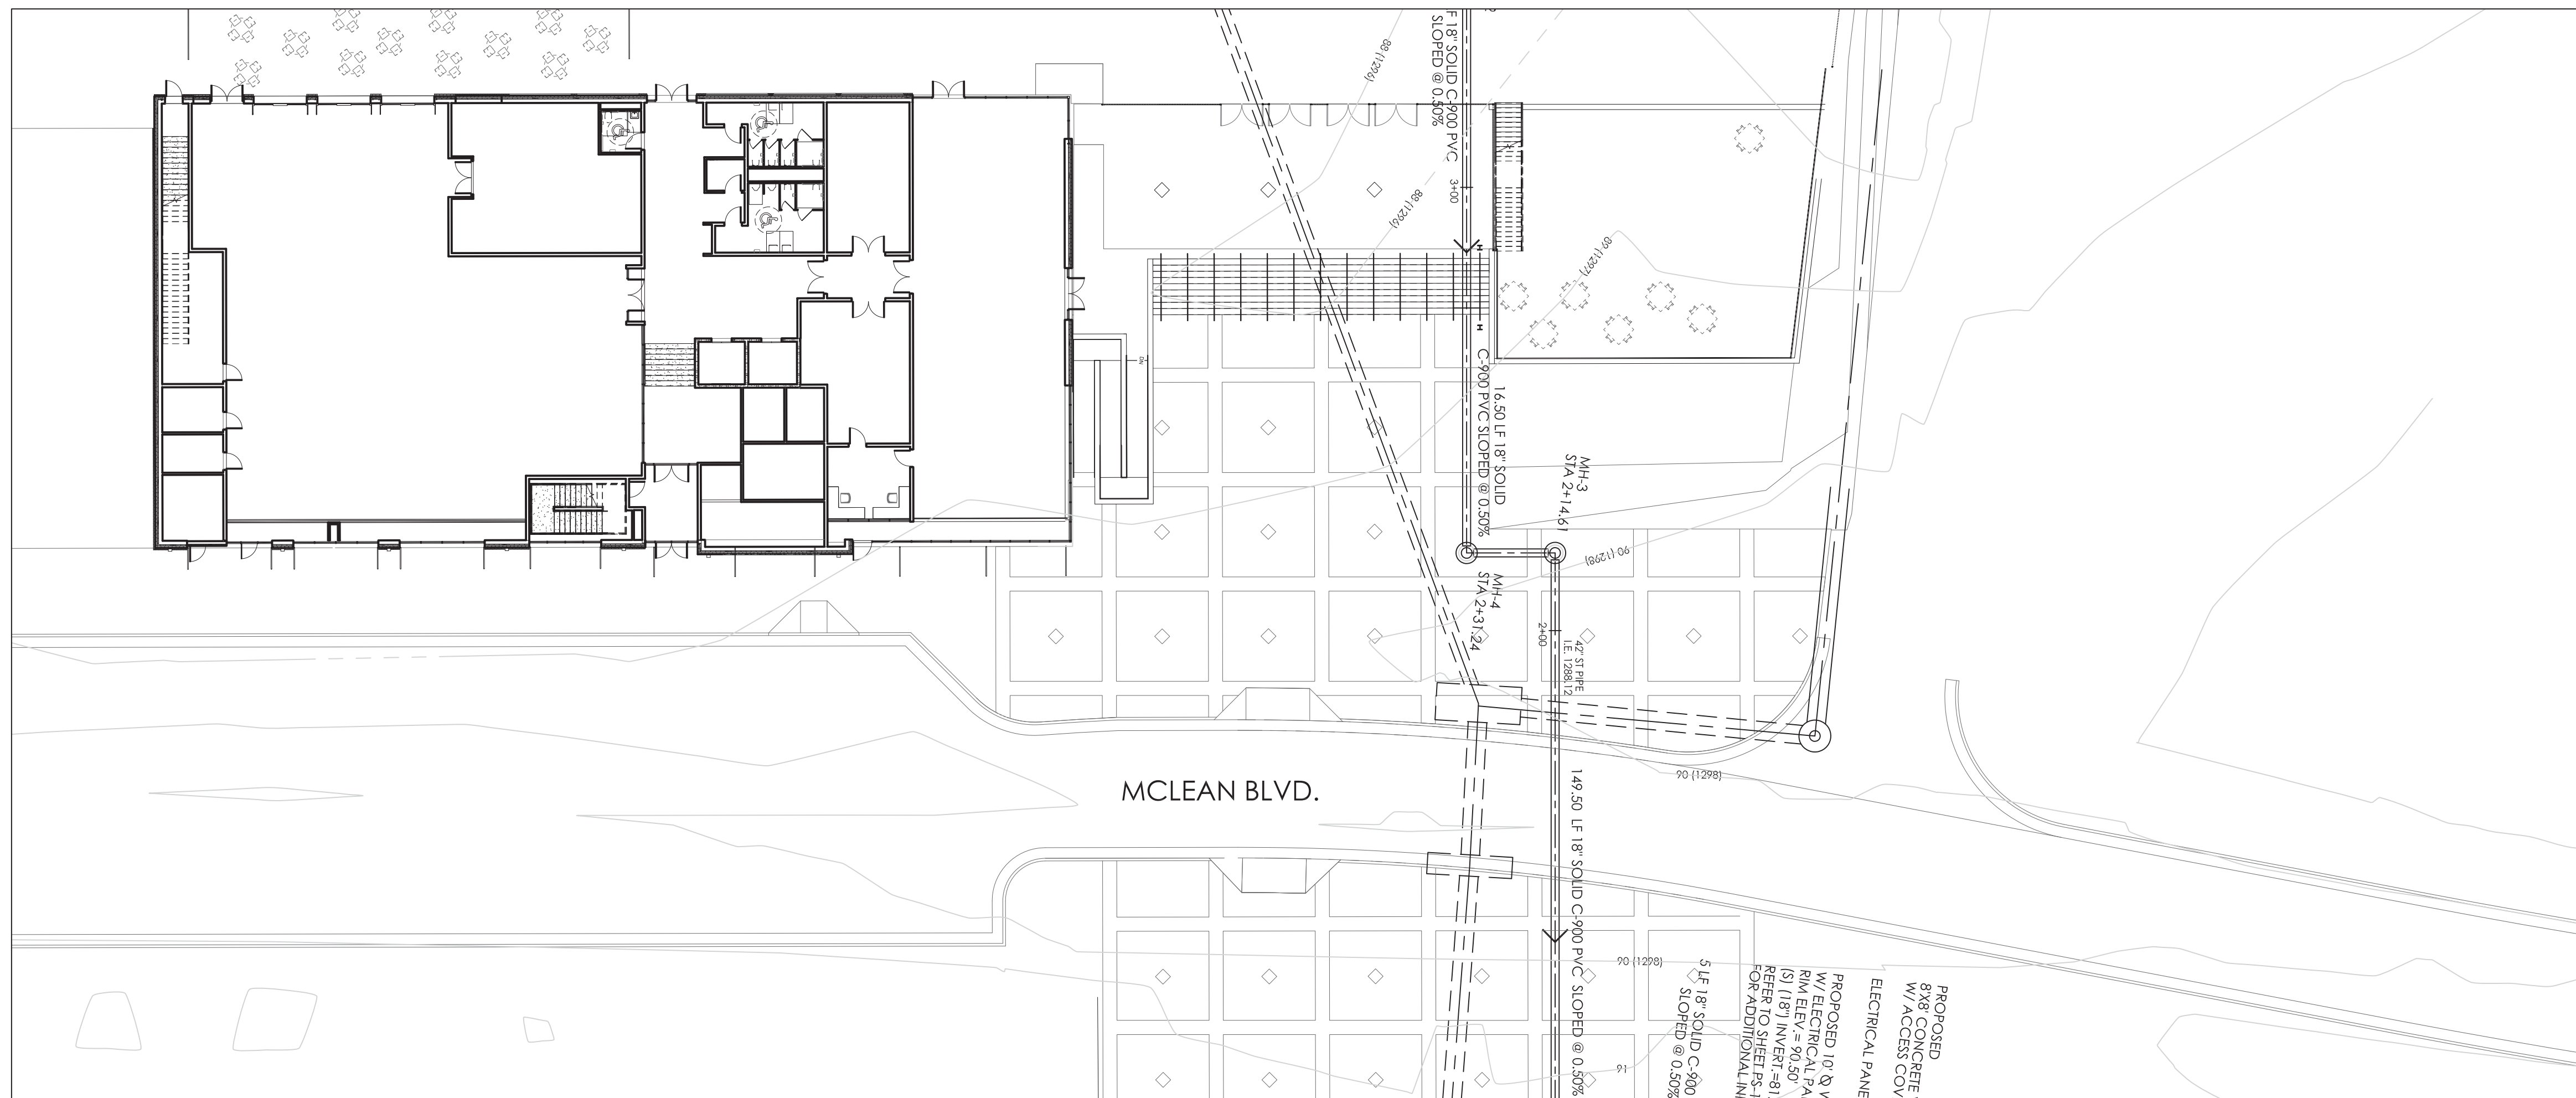 F 18" SOLID C-900 PVC
SLOPED @ 0.50%
3+00
88 (1296)
88 (1296)
89 (1297)
H
H
16.50 LF 18" SOLID
C-900 PVC SLOPED @ 0.50%
MH-3
STA 2+14.61
90 (1298)
MH-4
STA 2+31.24
2+00
42" ST PIPE
I.E. 1288.12
90 (1298)
MCLEAN BLVD.
149.50 LF 18" SOLID C-900 PVC SLOPED @ 0.50%
90 (1298)
91
5 LF 18" SOLID C-900
SLOPED @ 0.50%
PROPOSED 10' Ø
W/ ELECTRICAL PA
RIM ELEV.= 90.50'
(S) (18") INVERT.=81.
REFER TO SHEET PS-1
FOR ADDITIONAL IN
ELECTRICAL PANE
PROPOSED
8'X8' CONCRETE
W/ ACCESS COV